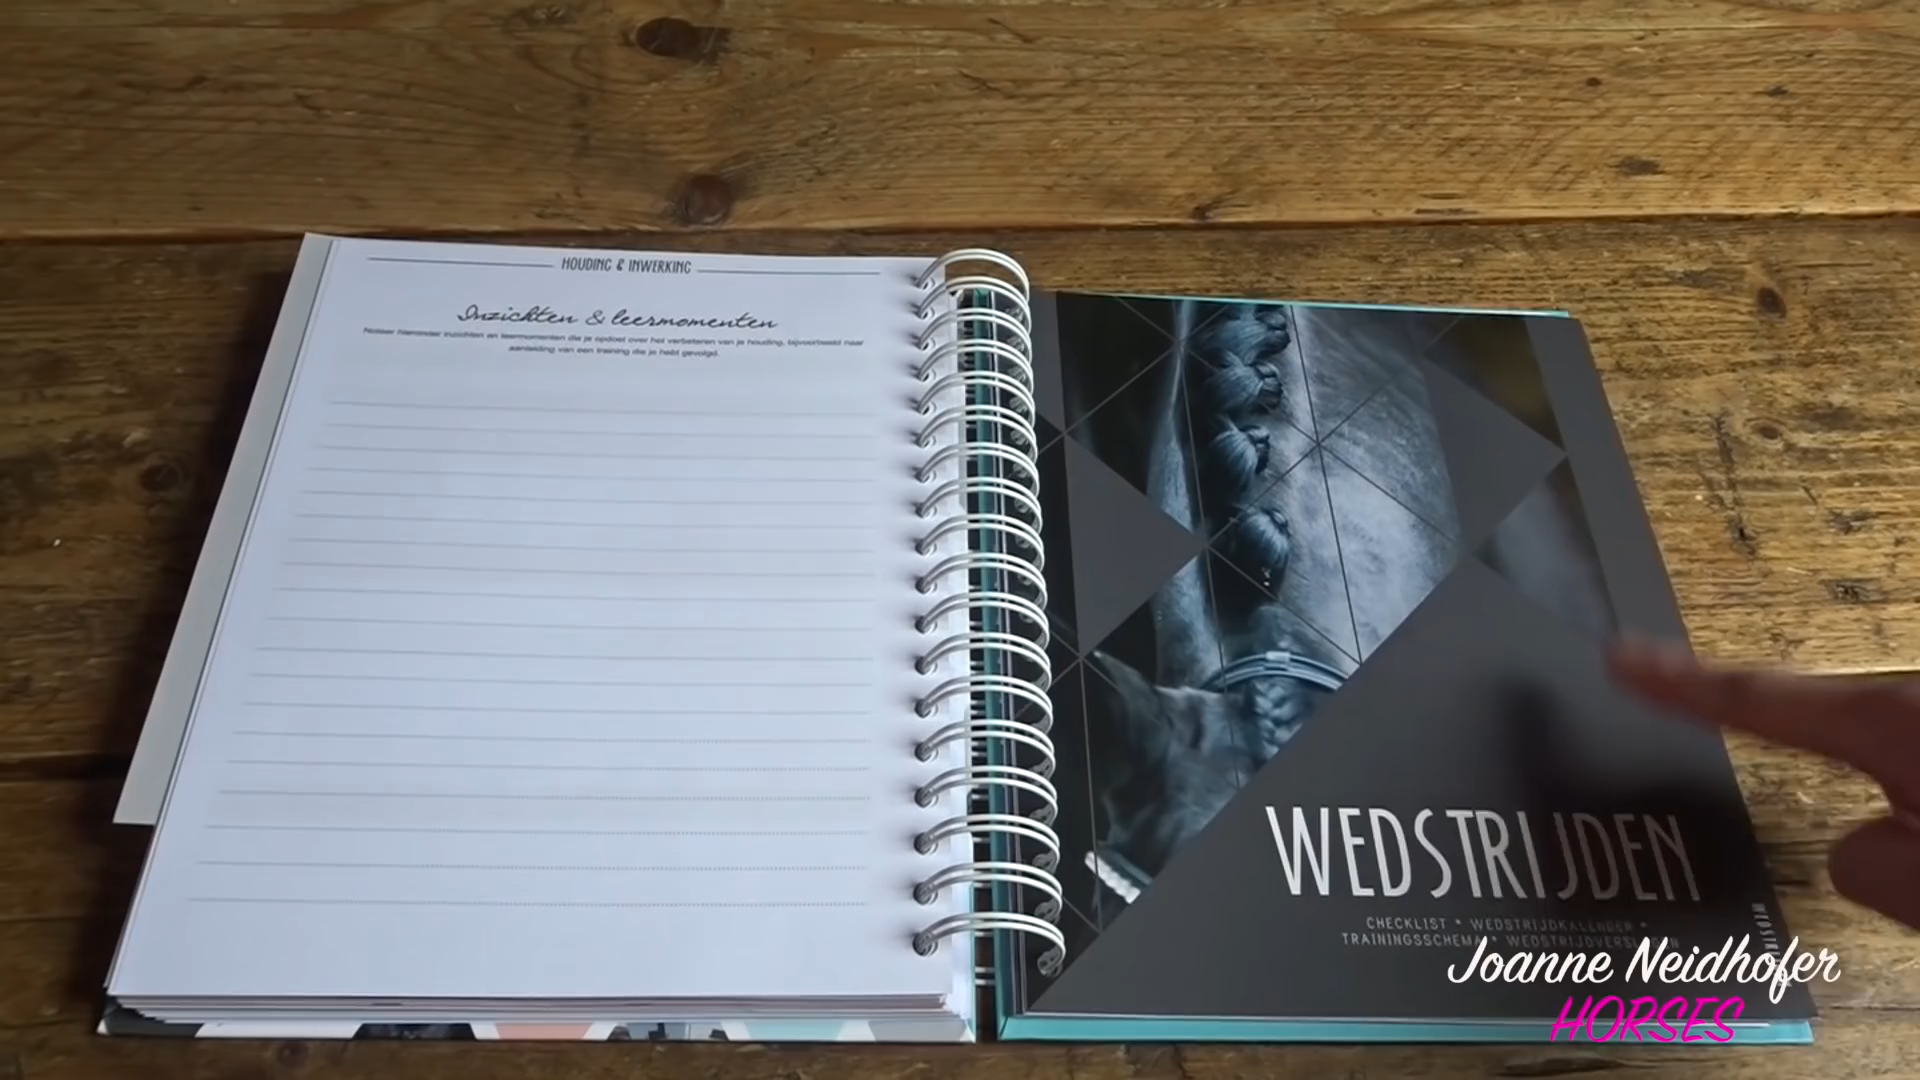 HOUDING & INWERKING
Inzichten & leermomenten
Noteer hieronder inzichten en leermomenten die je opdoet over het verbeteren van je houding, bijvoorbeeld naar
aanleiding van een training die je hebt gevolgd.
WEDSTRIJDEN
CHECKLIST * WEDSTRIJDKALENDER *
TRAININGSSCHEMA * WEDSTRIJDVERSLAGEN
Joanne Neidhofer
HORSES